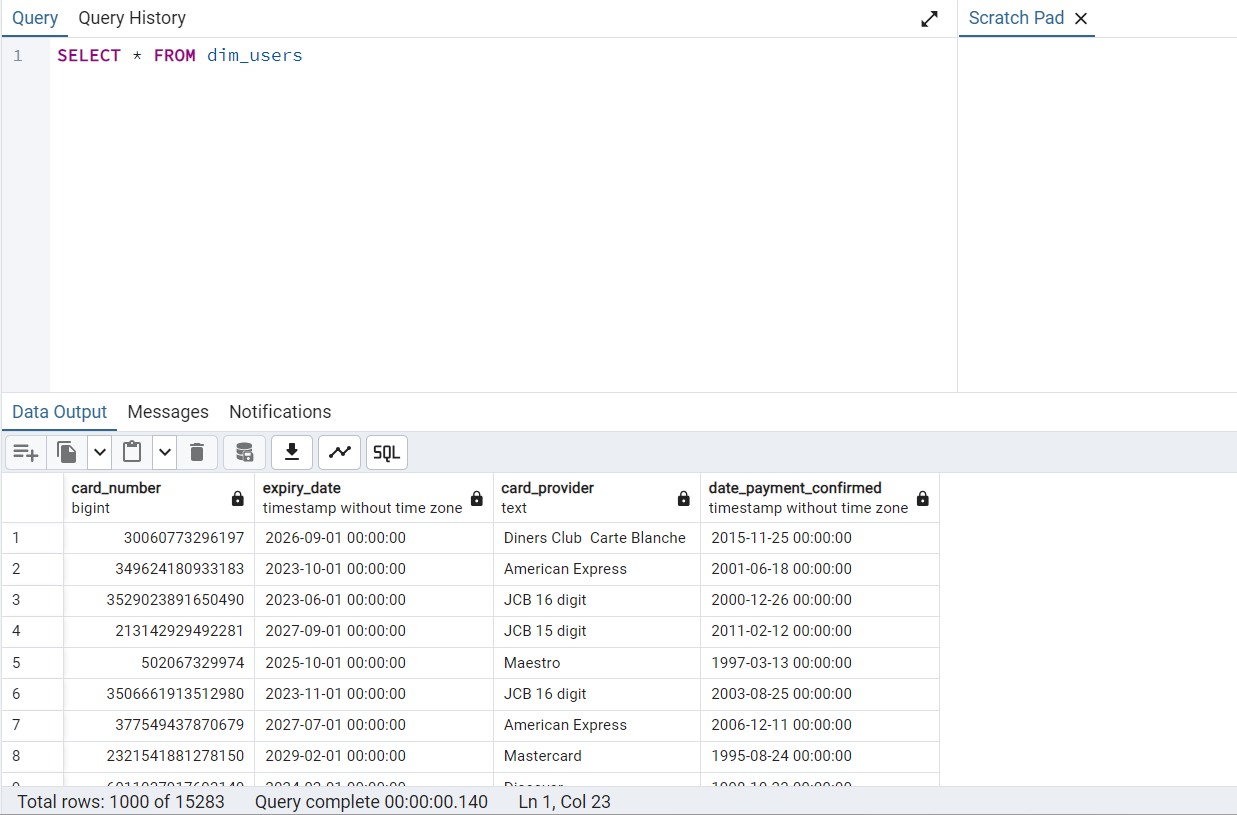 Query Query History Scratch Pad
1 SELECT * FROM dim_users
Data Output Messages Notifications
SQL
card_number expiry_date card_provider date_payment_confirmed
bigint timestamp without time zone text timestamp without time zone
1 30060773296197 2026-09-01 00:00:00 Diners Club  Carte Blanche 2015-11-25 00:00:00
2 349624180933183 2023-10-01 00:00:00 American Express 2001-06-18 00:00:00
3 3529023891650490 2023-06-01 00:00:00 JCB 16 digit 2000-12-26 00:00:00
4 213142929492281 2027-09-01 00:00:00 JCB 15 digit 2011-02-12 00:00:00
5 502067329974 2025-10-01 00:00:00 Maestro 1997-03-13 00:00:00
6 3506661913512980 2023-11-01 00:00:00 JCB 16 digit 2003-08-25 00:00:00
7 377549437870679 2027-07-01 00:00:00 American Express 2006-12-11 00:00:00
8 2321541881278150 2029-02-01 00:00:00 Mastercard 1995-08-24 00:00:00
Total rows: 1000 of 15283 Query complete 00:00:00.140 Ln 1, Col 23